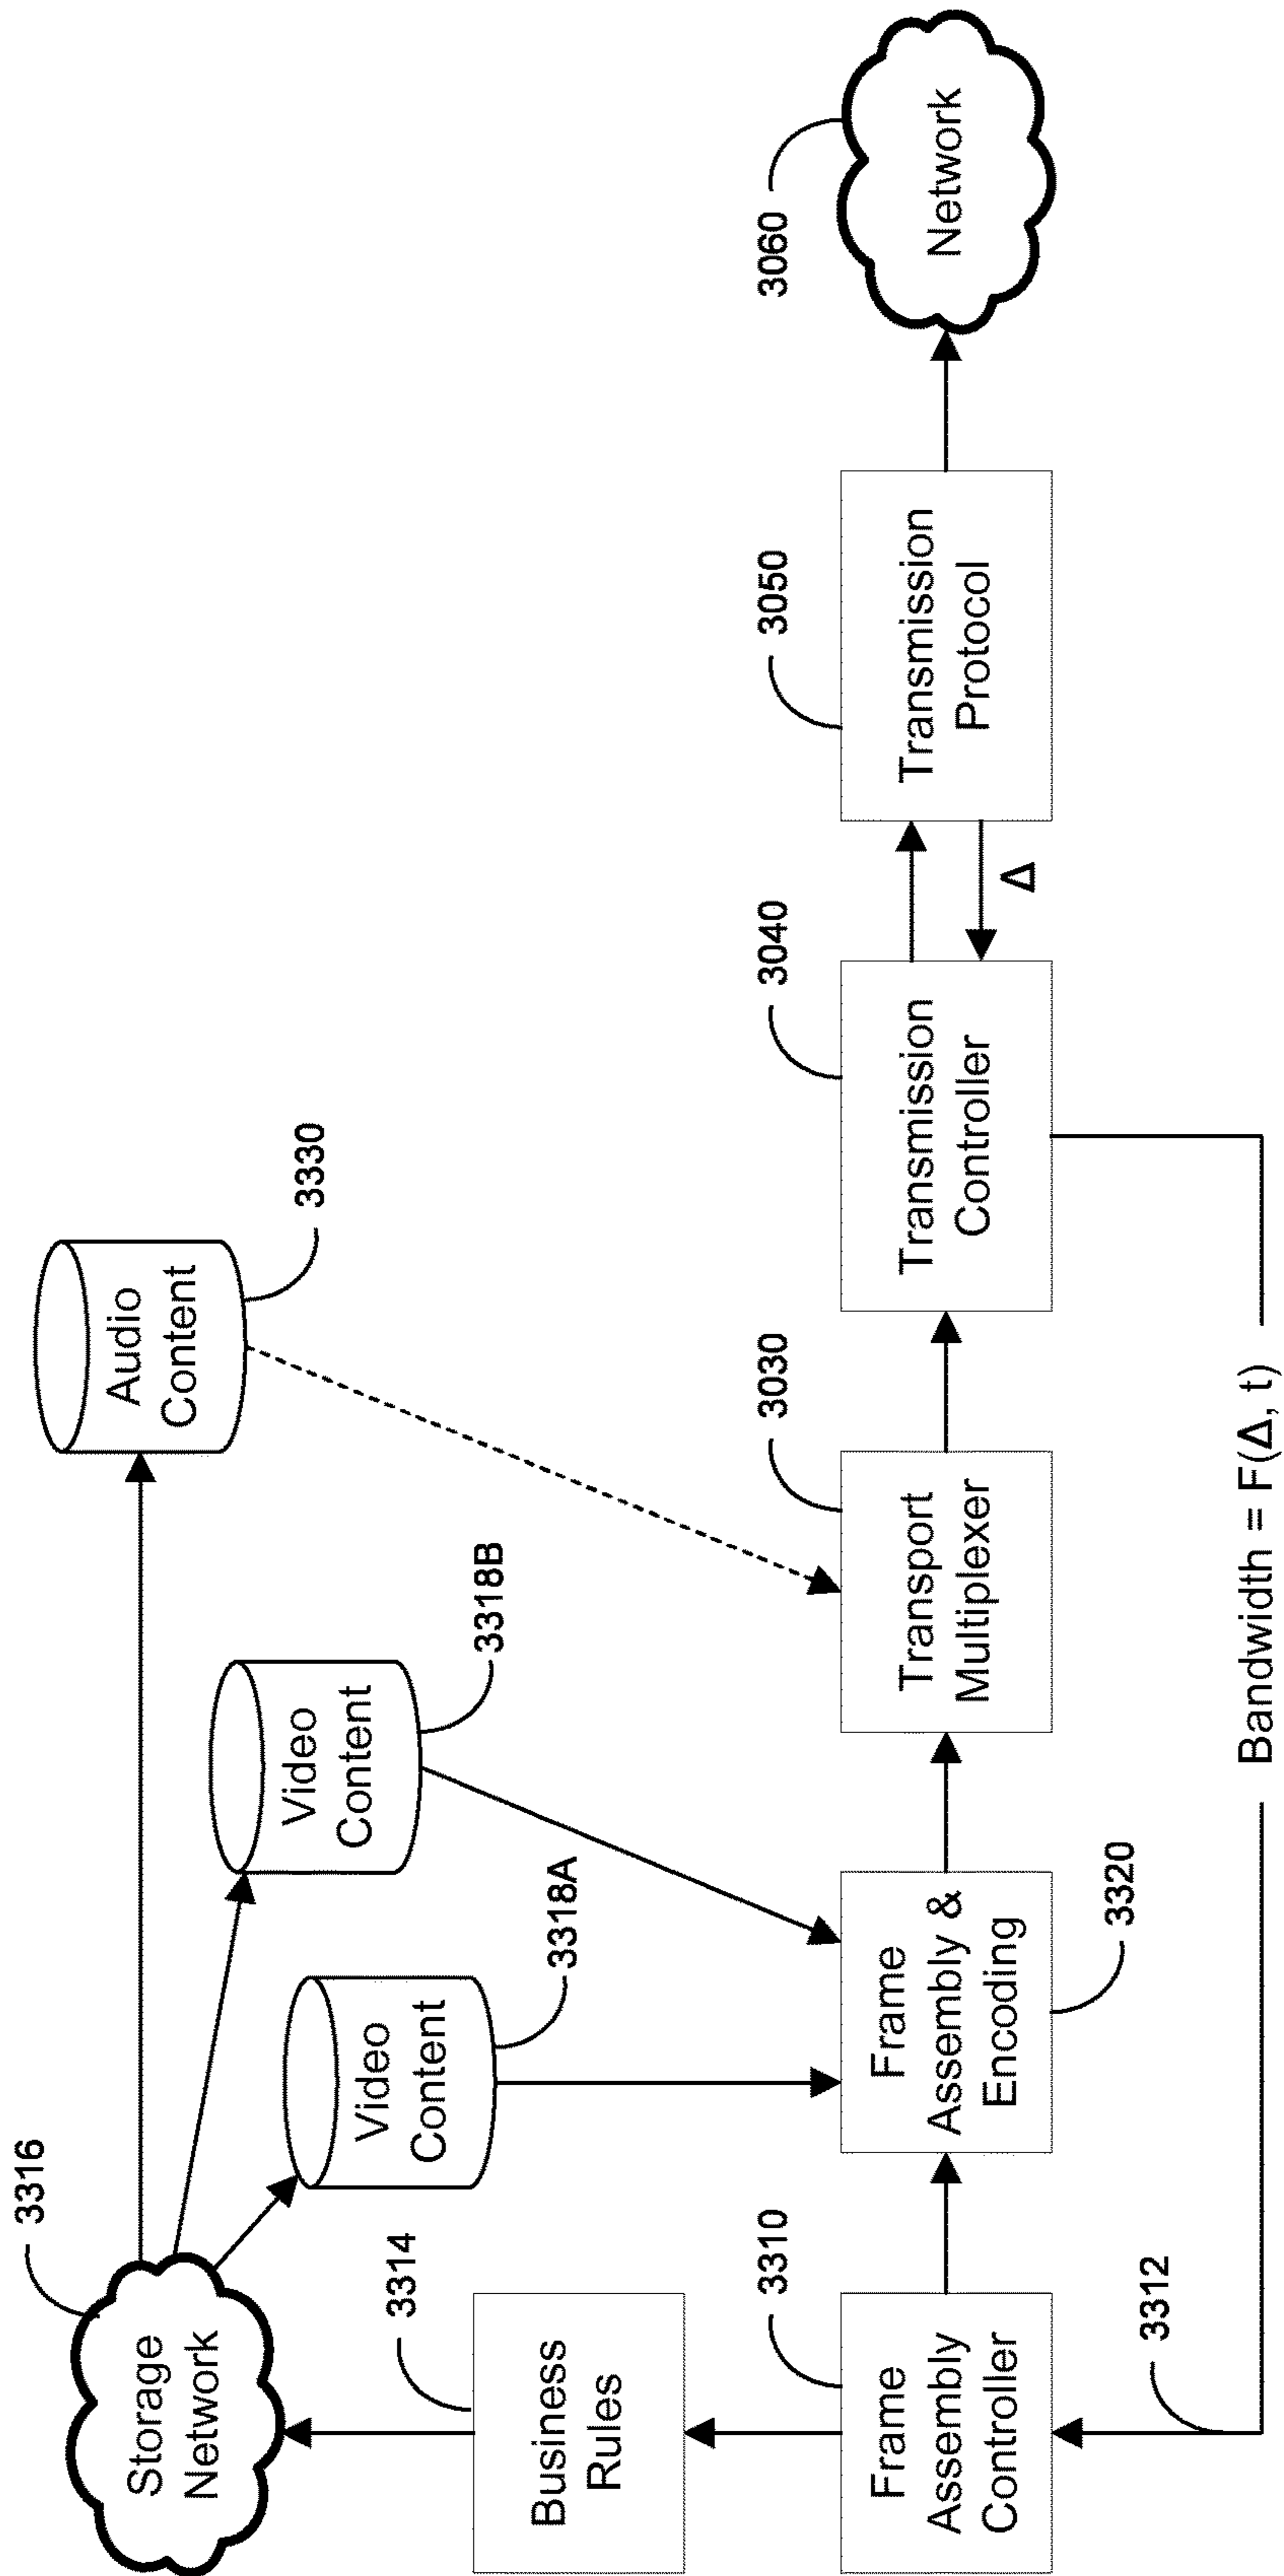 3316
Storage
Network
Audio
Content
3330
Video
Content
3318B
Video
Content
3318A
3314
Business
Rules
3310
Frame
Assembly
Controller
3312
Frame
Assembly &
Encoding
3320
3030
Transport
Multiplexer
3040
Transmission
Controller
Δ
3050
Transmission
Protocol
3060
Network
Bandwidth = F(Δ, t)